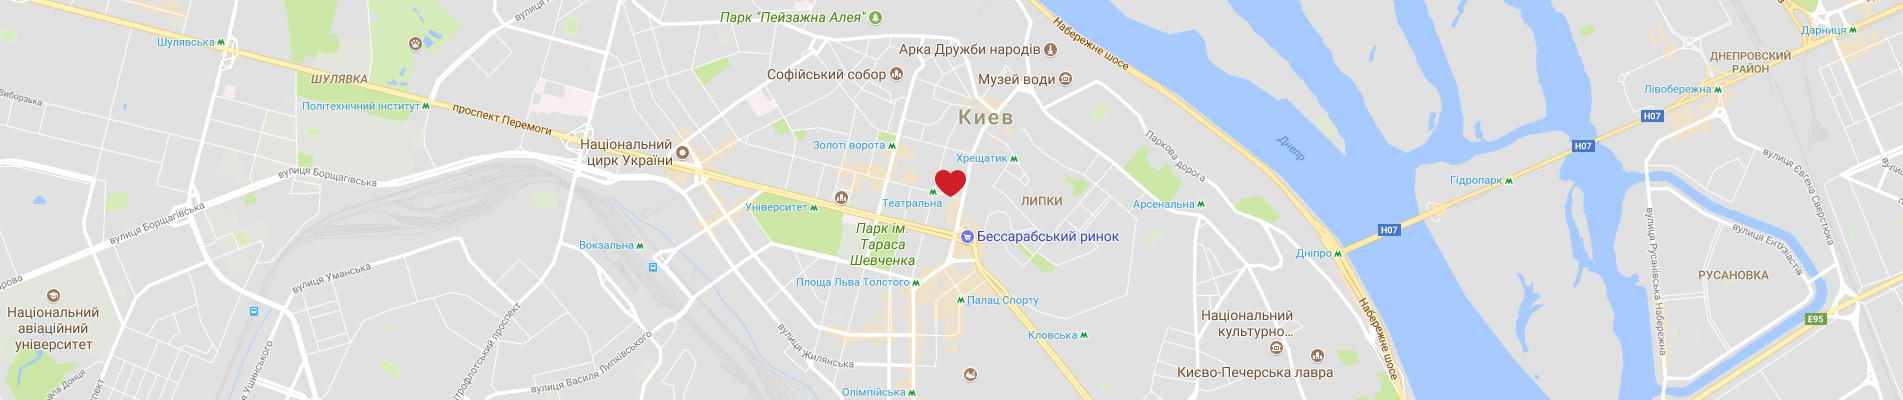 вулиця
Парк "Пейзажна Алея"
Набережне шосе
Шулявська
Арка Дружби народів
Дарниця
ДНЕПРОВСКИЙ
РАЙОН
Софійський собор
Музей води
ШУЛЯВКА
Лівобережна
Виборзька
Політехнічний інститут
проспект Перемоги
Киев
H07
Національний
цирк України
Золоті ворота
Хрещатик
Паркова дорога
Днепр
H07
вулиця Борщагівська
Гідропарк
вулиця Євгена Сверстюка
вулиця Борщагівська
Університет
Театральна
ЛИПКИ
Арсенальна
H07
Парк ім.
Тараса
Шевченка
Бессарабський ринок
Вокзальна
Дніпро
вулиця Ентузіастів
вулиця Русанівська Набережна
вулиця Уманська
Площа Льва Толстого
РУСАНОВКА
Палац Спорту
Національний
авіаційний
університет
Національний
культурно...
Набережне шосе
E95
Кловська
вулиця Жилянська
Києво-Печерська лавра
вулиця Василя Липківського
Олімпійська